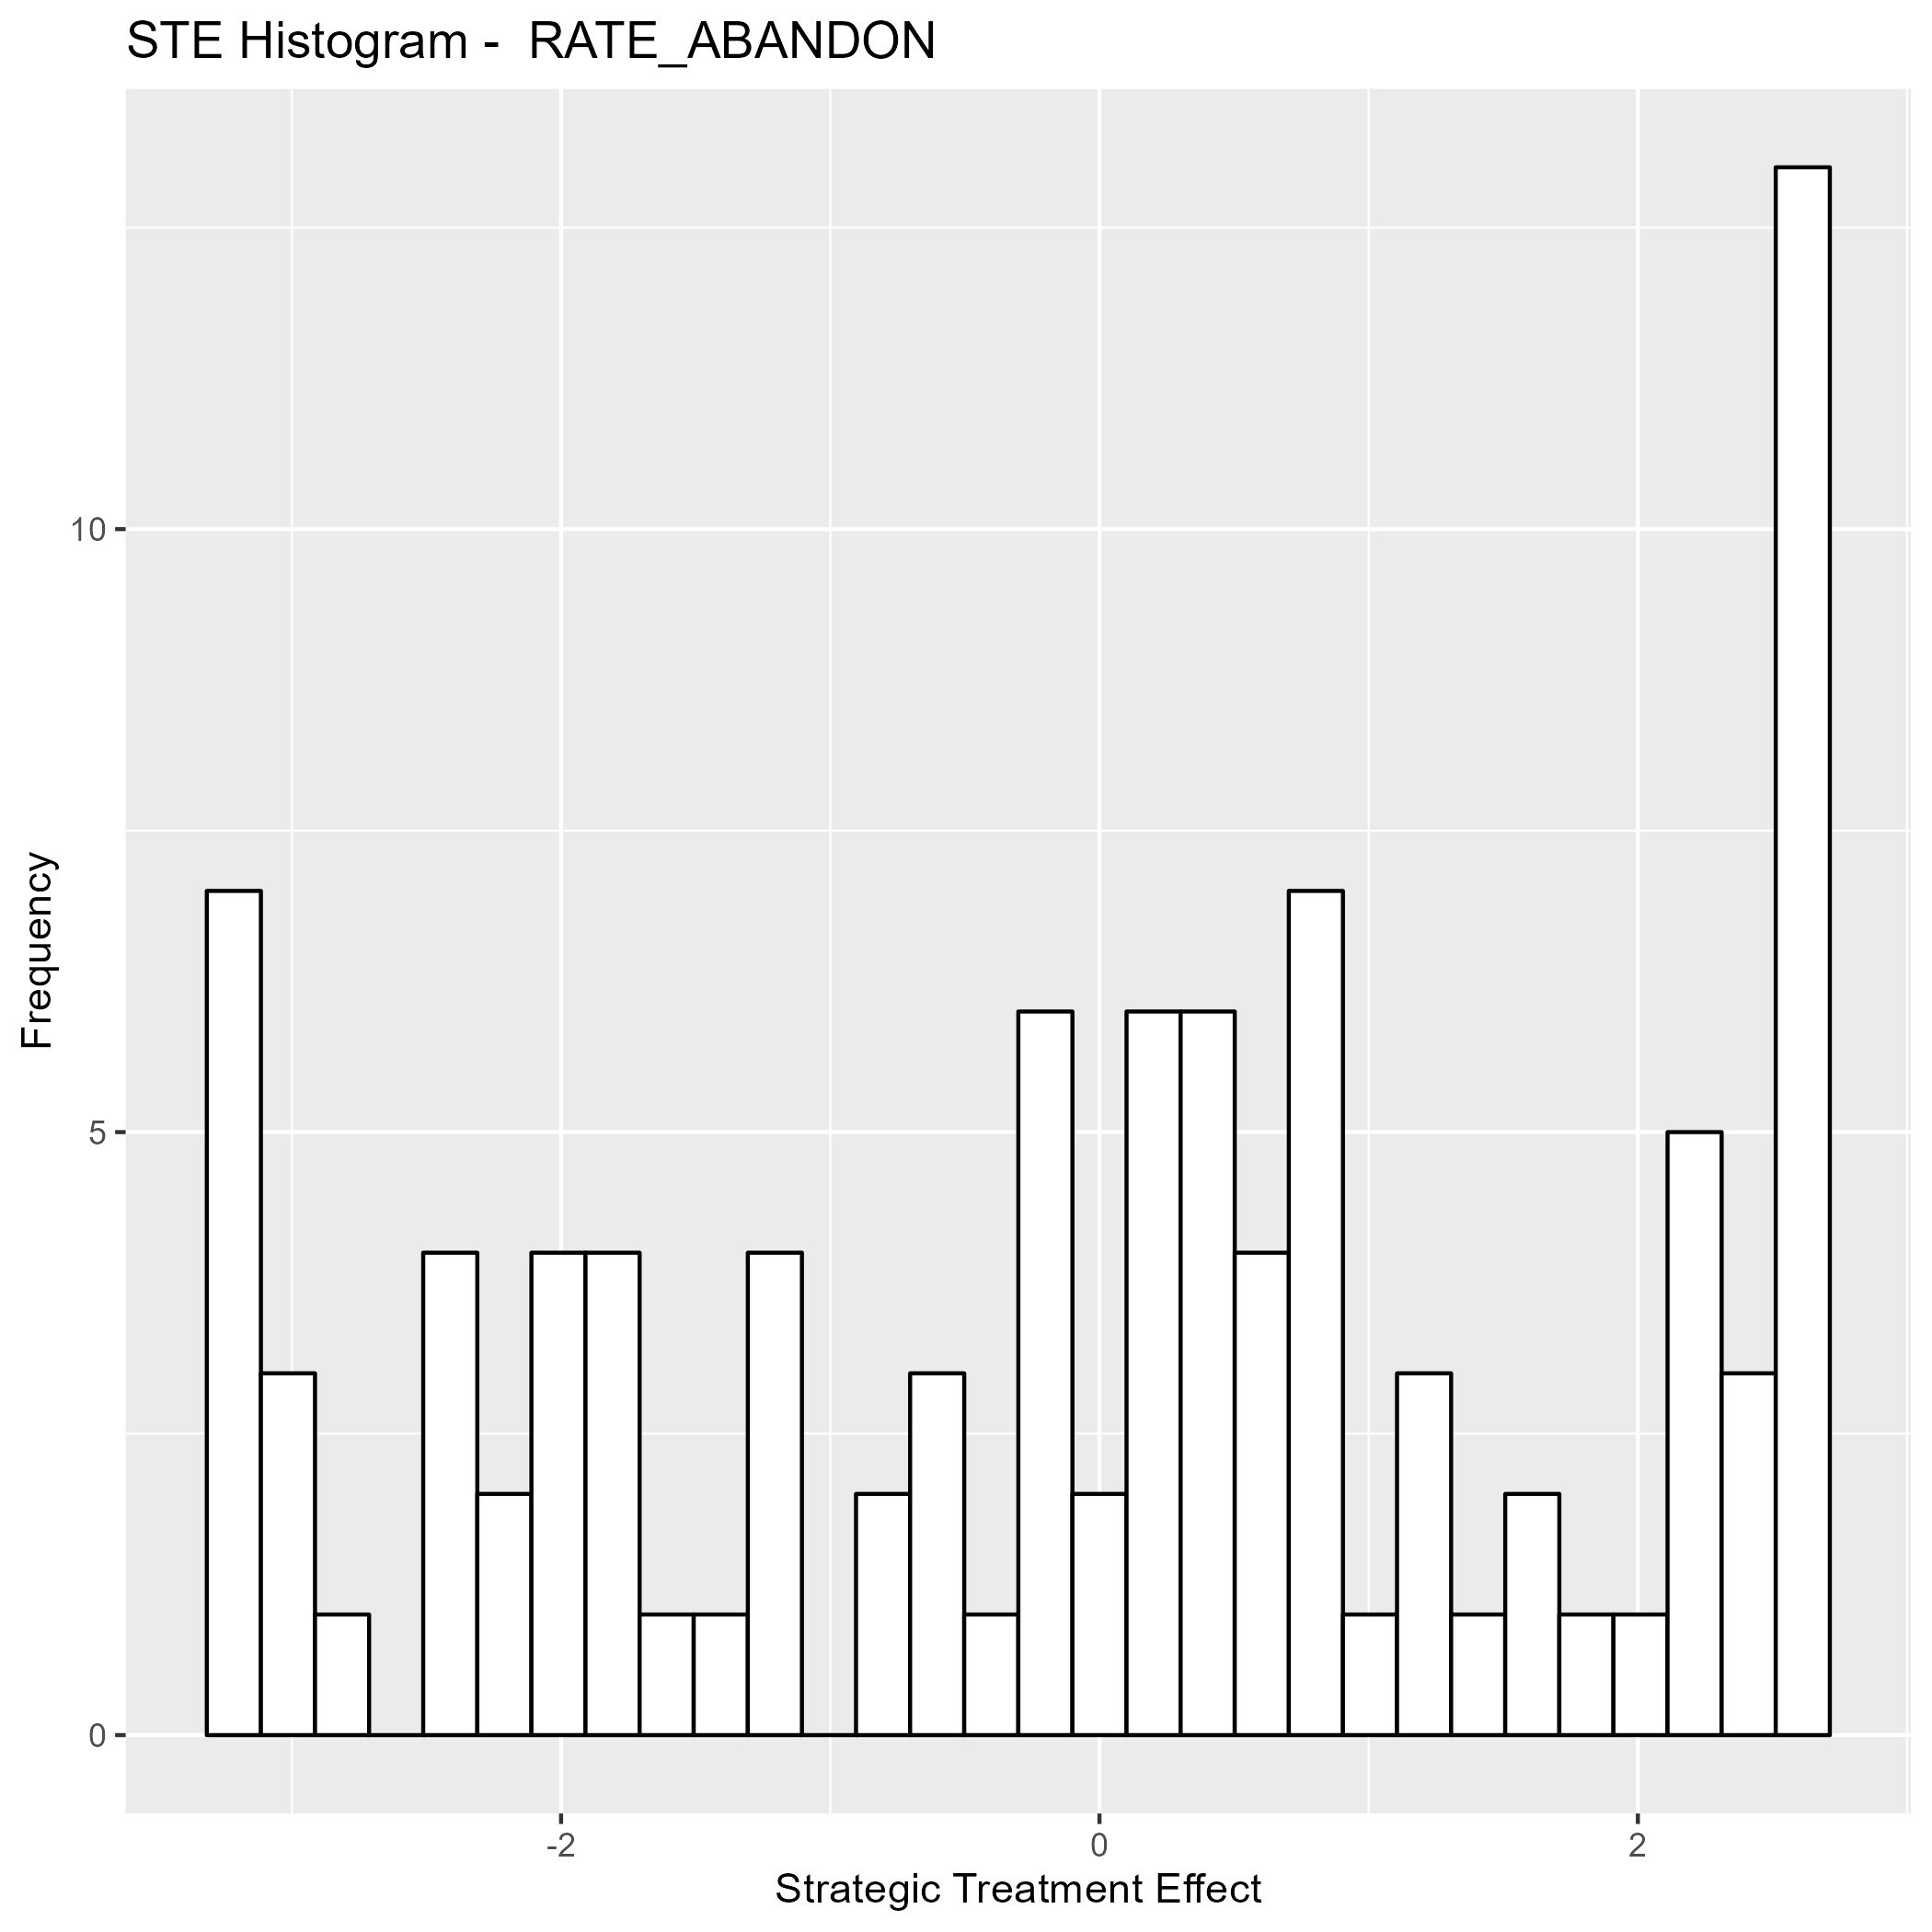 STE Histogram -  RATE_ABANDON
Frequency
10
5
0
-2
0
2
Strategic Treatment Effect